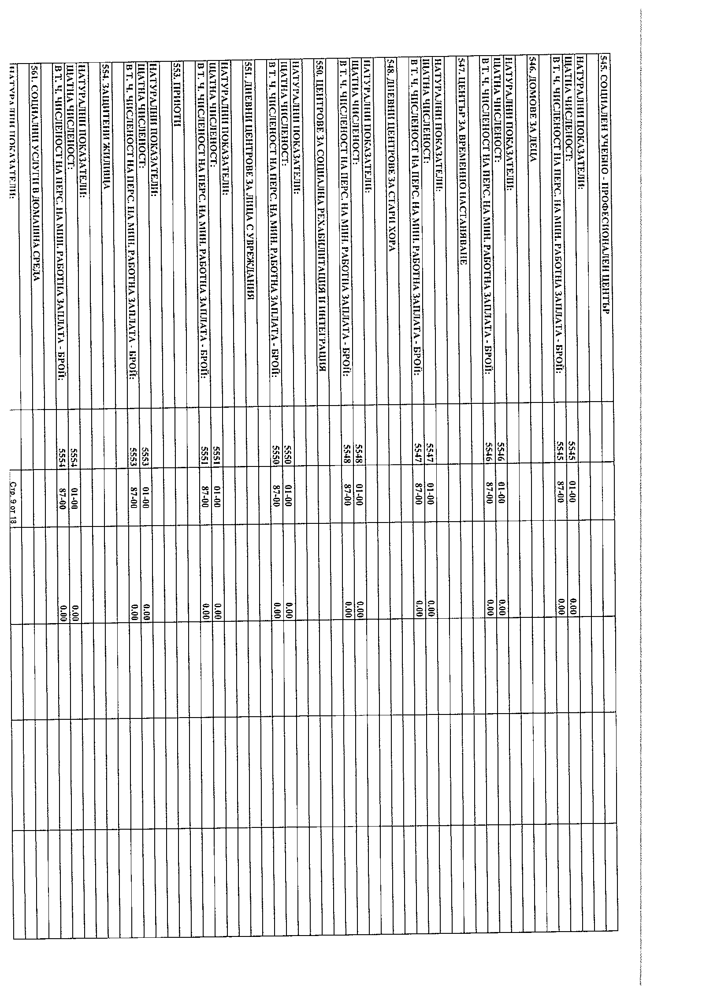 545. СОЦИАЛЕН УЧЕБНО - ПРОФЕСИОНАЛЕН ЦЕНТЪР
НАТУРАЛНИ ПОКАЗАТЕЛИ:
ЩАТНА ЧИСЛЕНОСТ: 5545 01-00 0.00
В Т. Ч. ЧИСЛЕНОСТ НА ПЕРС. НА МИН. РАБОТНА ЗАПЛАТА - БРОЙ: 5545 87-00 0.00
546. ДОМОВЕ ЗА ДЕЦА
НАТУРАЛНИ ПОКАЗАТЕЛИ:
ЩАТНА ЧИСЛЕНОСТ: 5546 01-00 0.00
В Т. Ч. ЧИСЛЕНОСТ НА ПЕРС. НА МИН. РАБОТНА ЗАПЛАТА - БРОЙ: 5546 87-00 0.00
547. ЦЕНТЪР ЗА ВРЕМЕННО НАСТАНЯВАНЕ
НАТУРАЛНИ ПОКАЗАТЕЛИ:
ЩАТНА ЧИСЛЕНОСТ: 5547 01-00 0.00
В Т. Ч. ЧИСЛЕНОСТ НА ПЕРС. НА МИН. РАБОТНА ЗАПЛАТА - БРОЙ: 5547 87-00 0.00
548. ДНЕВНИ ЦЕНТРОВЕ ЗА СТАРИ ХОРА
НАТУРАЛНИ ПОКАЗАТЕЛИ:
ЩАТНА ЧИСЛЕНОСТ: 5548 01-00 0.00
В Т. Ч. ЧИСЛЕНОСТ НА ПЕРС. НА МИН. РАБОТНА ЗАПЛАТА - БРОЙ: 5548 87-00 0.00
550. ЦЕНТРОВЕ ЗА СОЦИАЛНА РЕХАБИЛИТАЦИЯ И ИНТЕГРАЦИЯ
НАТУРАЛНИ ПОКАЗАТЕЛИ:
ЩАТНА ЧИСЛЕНОСТ: 5550 01-00 0.00
В Т. Ч. ЧИСЛЕНОСТ НА ПЕРС. НА МИН. РАБОТНА ЗАПЛАТА - БРОЙ: 5550 87-00 0.00
551. ДНЕВНИ ЦЕНТРОВЕ ЗА ЛИЦА С УВРЕЖДАНИЯ
НАТУРАЛНИ ПОКАЗАТЕЛИ:
ЩАТНА ЧИСЛЕНОСТ: 5551 01-00 0.00
В Т. Ч. ЧИСЛЕНОСТ НА ПЕРС. НА МИН. РАБОТНА ЗАПЛАТА - БРОЙ: 5551 87-00 0.00
553. ПРИЮТИ
НАТУРАЛНИ ПОКАЗАТЕЛИ:
ЩАТНА ЧИСЛЕНОСТ: 5553 01-00 0.00
В Т. Ч. ЧИСЛЕНОСТ НА ПЕРС. НА МИН. РАБОТНА ЗАПЛАТА - БРОЙ: 5553 87-00 0.00
554. ЗАЩИТЕНИ ЖИЛИЩА
НАТУРАЛНИ ПОКАЗАТЕЛИ:
ЩАТНА ЧИСЛЕНОСТ: 5554 01-00 0.00
В Т. Ч. ЧИСЛЕНОСТ НА ПЕРС. НА МИН. РАБОТНА ЗАПЛАТА - БРОЙ: 5554 87-00 0.00
561. СОЦИАЛНИ УСЛУГИ В ДОМАШНА СРЕДА
НАТУРАЛНИ ПОКАЗАТЕЛИ:
Стр. 9 от 18